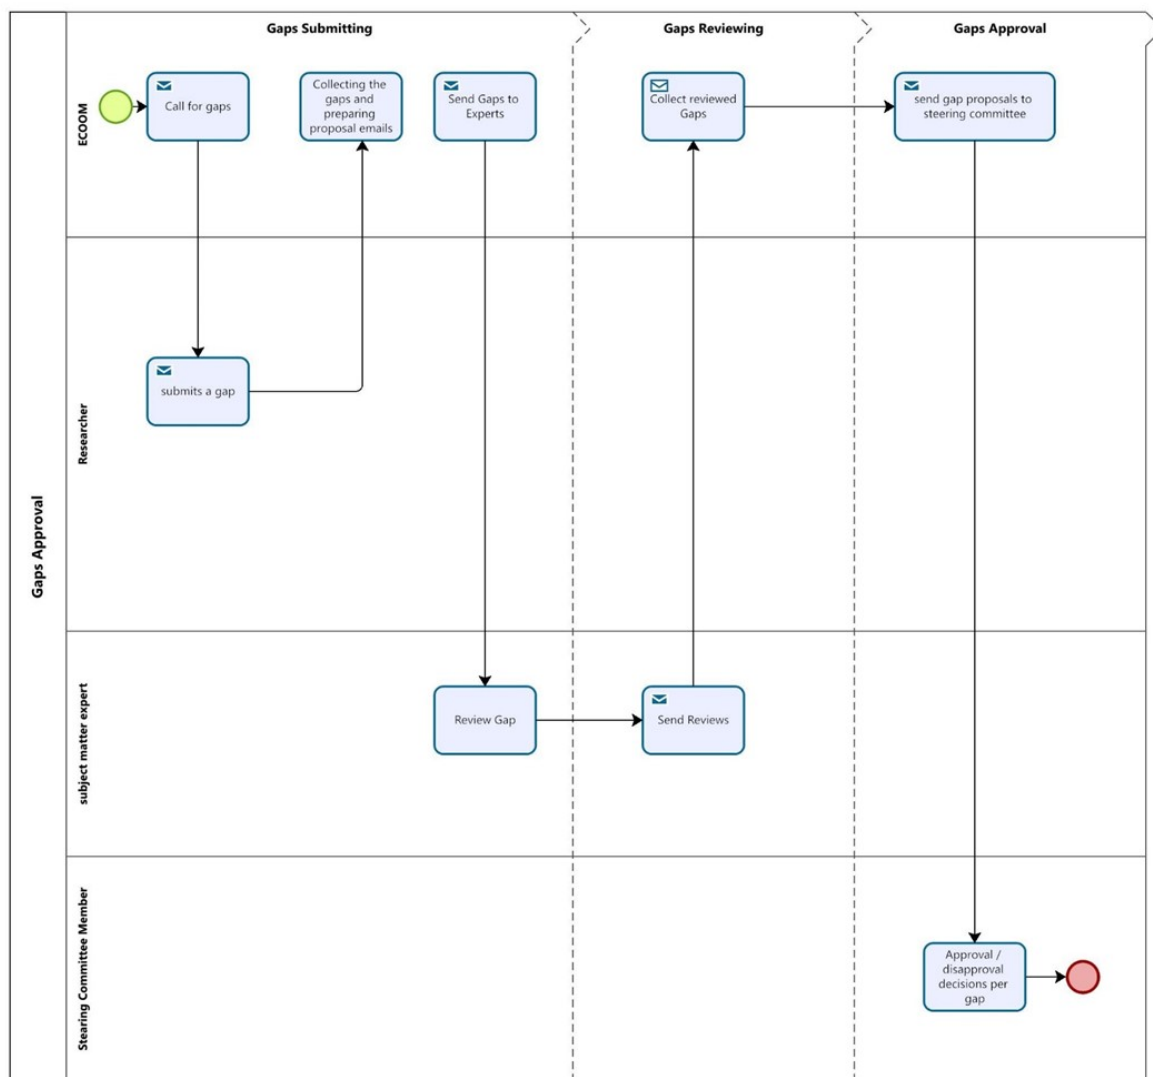 Gaps Submitting
Gaps Reviewing
Gaps Approval
Gaps Approval
ECOOM
Call for gaps
Collecting the
gaps and
preparing
proposal emails
Send Gaps to
Experts
Collect reviewed
Gaps
send gap proposals to
steering committee
Researcher
submits a gap
subject matter expert
Review Gap
Send Reviews
Stearing Committee Member
Approval /
disapproval
decisions per
gap